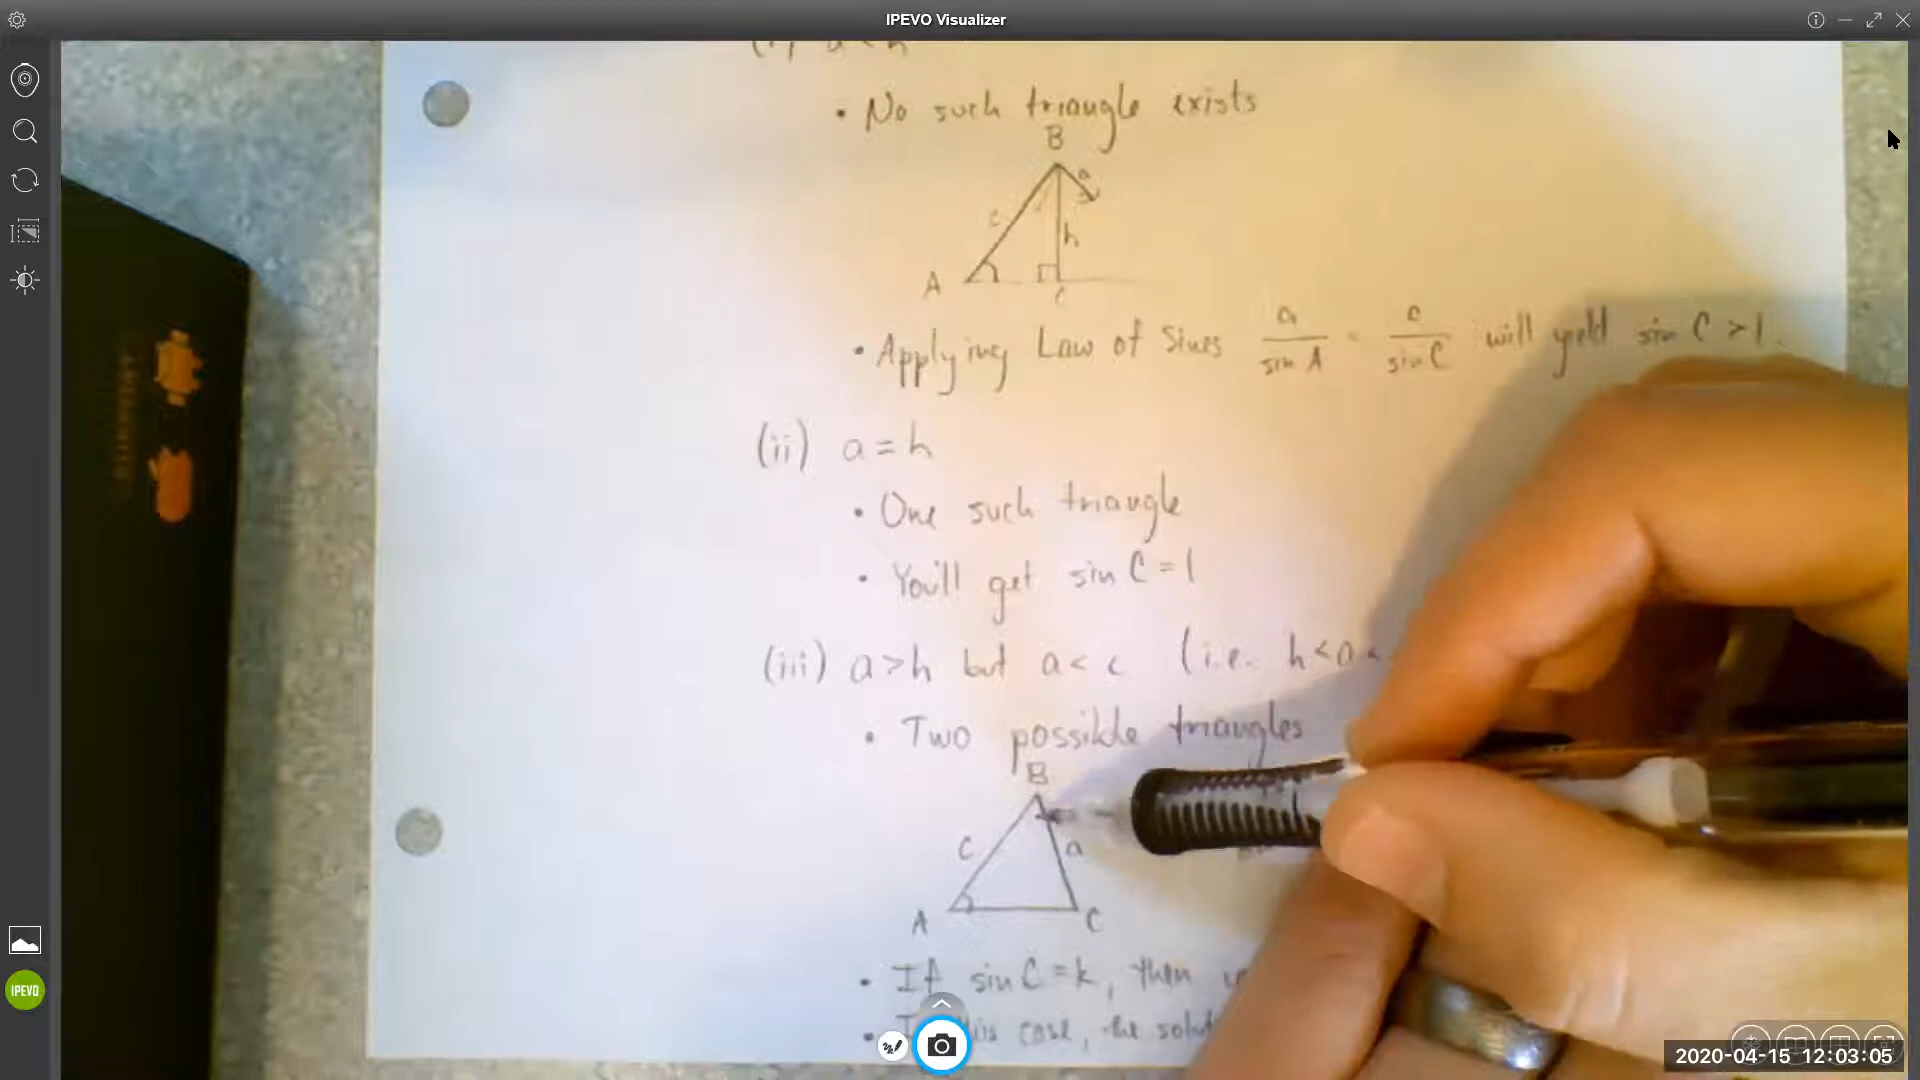 IPEVO Visualizer
• No such triangle exists
B
a
c
h
A
C
• Applying Law of Sines a/sin A = c/sin C will yield sin C > 1.
(ii) a = h
• One such triangle
• You'll get sin C = 1
(iii) a > h but a < c (i.e. h < a <
• Two possible triangles
B
c
a
A
C
• If sin C = k, then
case, the
IPEVO
2020-04-15 12:03:05